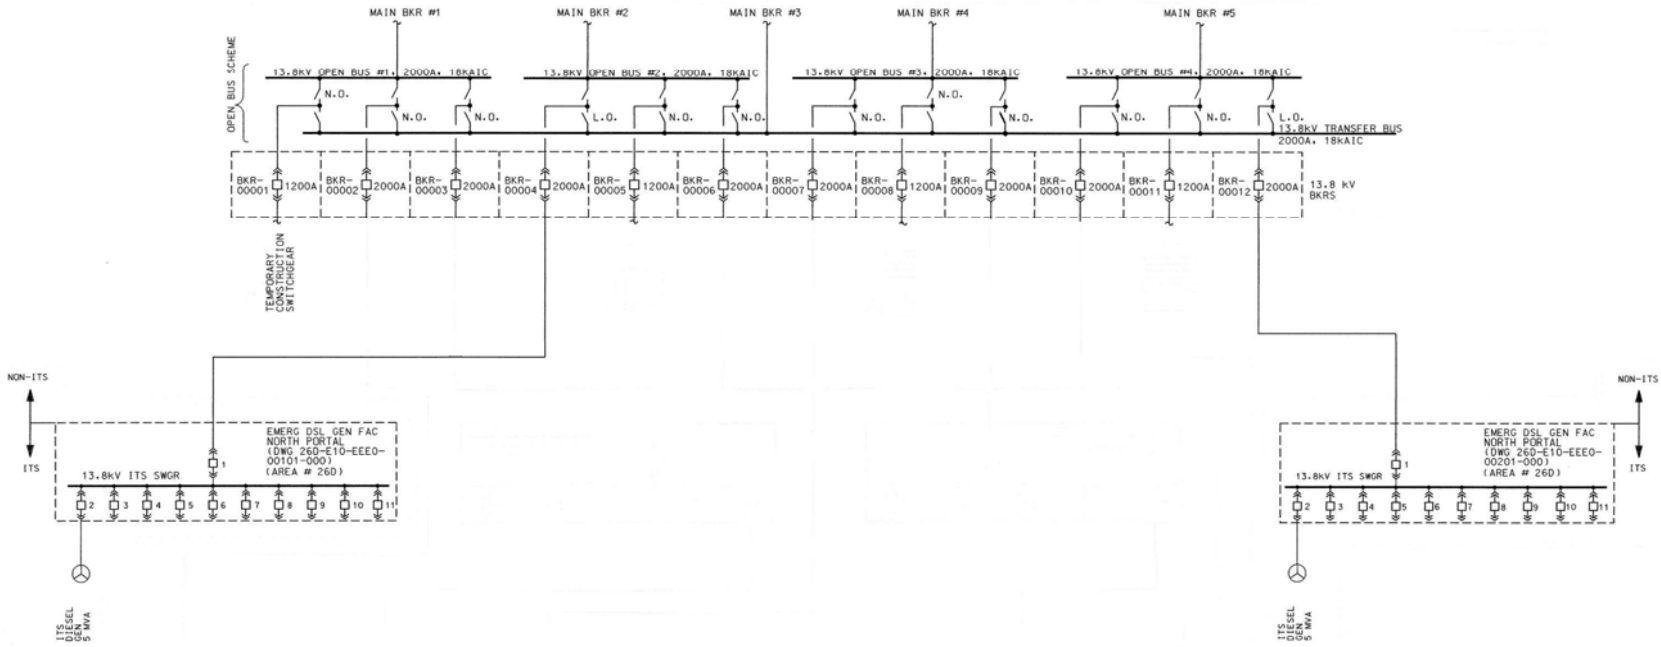 MAIN BKR #1
MAIN BKR #2
MAIN BKR #3
MAIN BKR #4
MAIN BKR #5
OPEN BUS SCHEME
13.8kV OPEN BUS #1, 2000A, 18KAIC
13.8kV OPEN BUS #2, 2000A, 18KAIC
13.8kV OPEN BUS #3, 2000A, 18KAIC
13.8kV OPEN BUS #4, 2000A, 18KAIC
N.O.
N.O.
N.O.
N.O.
L.O.
N.O.
N.O.
N.O.
N.O.
N.O.
N.O.
N.O.
L.O.
13.8kV TRANSFER BUS
2000A, 18kAIC
BKR-
00001
1200A
BKR-
00002
2000A
BKR-
00003
2000A
BKR-
00004
2000A
BKR-
00005
1200A
BKR-
00006
2000A
BKR-
00007
2000A
BKR-
00008
1200A
BKR-
00009
2000A
BKR-
00010
2000A
BKR-
00011
1200A
BKR-
00012
2000A
13.8 kV
BKRS
TEMPORARY
CONSTRUCTION
SWITCHGEAR
NON-ITS
ITS
EMERG DSL GEN FAC
NORTH PORTAL
(DWG 26D-E10-EEE0-
00101-000)
(AREA # 26D)
1
13.8kV ITS SWGR
2
3
4
5
6
7
8
9
10
11
ITS
DIESEL
GEN
5 MVA
NON-ITS
ITS
EMERG DSL GEN FAC
NORTH PORTAL
(DWG 26D-E10-EEE0-
00201-000)
(AREA # 26D)
1
13.8kV ITS SWGR
2
3
4
5
6
7
8
9
10
11
ITS
DIESEL
GEN
5 MVA